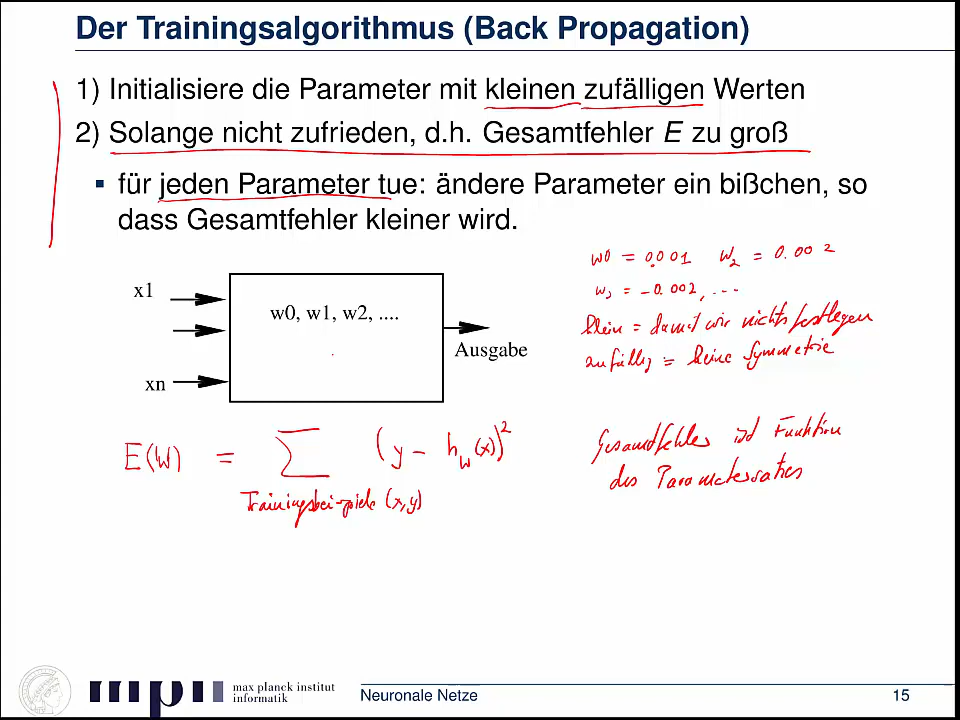 Der Trainingsalgorithmus (Back Propagation)
1) Initialisiere die Parameter mit kleinen zufälligen Werten
2) Solange nicht zufrieden, d.h. Gesamtfehler E zu groß
für jeden Parameter tue: ändere Parameter ein bißchen, so
dass Gesamtfehler kleiner wird.
w0 = 0.001 w2 = 0.002
w3 = -0.002, ...
klein = damit wir nichts festlegen
zufällig = keine Symmetrie
x1
w0, w1, w2, ....
Ausgabe
xn
E(W) = ∑ (y - h_w(x))²
Trainingsbeispiele (x,y)
Gesamtfehler ist Funktion
des Parametersatzes
max planck institut
informatik
Neuronale Netze
15